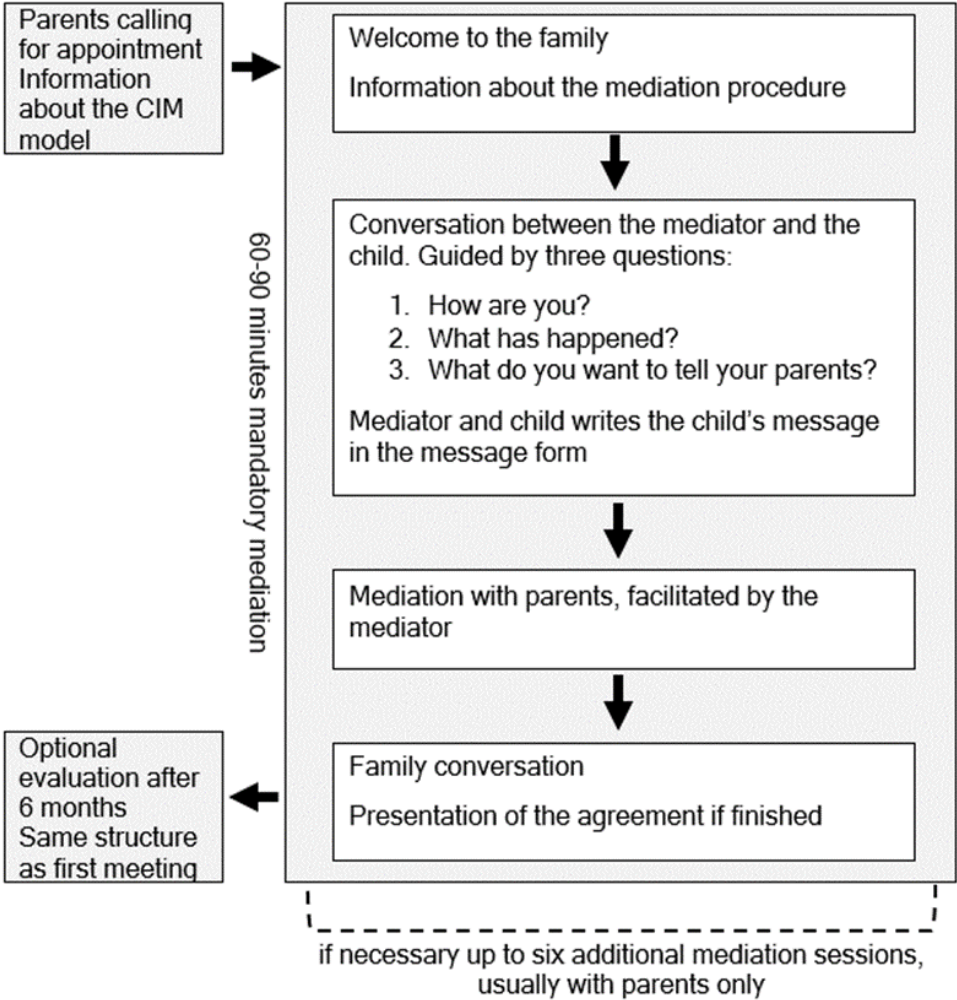 Parents calling
for appointment
Information
about the CIM
model
Welcome to the family
Information about the mediation procedure
Conversation between the mediator and the
child. Guided by three questions:
1. How are you?
2. What has happened?
3. What do you want to tell your parents?
Mediator and child writes the child's message
in the message form
60-90 minutes mandatory mediation
Mediation with parents, facilitated by the
mediator
Family conversation
Presentation of the agreement if finished
Optional
evaluation after
6 months
Same structure
as first meeting
if necessary up to six additional mediation sessions,
usually with parents only